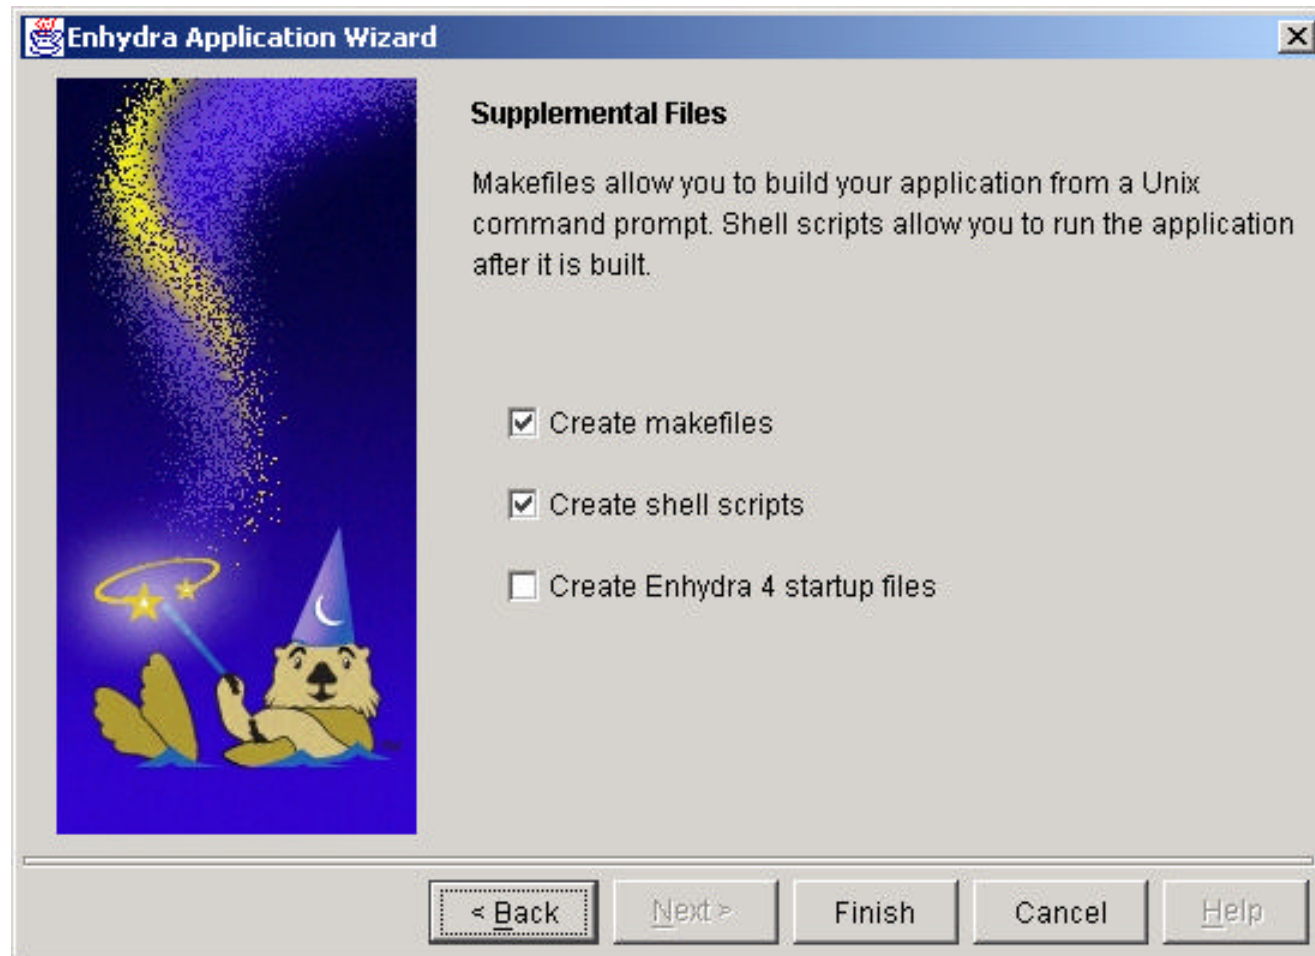 Enhydra Application Wizard
Supplemental Files
Makefiles allow you to build your application from a Unix
command prompt. Shell scripts allow you to run the application
after it is built.
Create makefiles
Create shell scripts
Create Enhydra 4 startup files
< Back Next > Finish Cancel Help